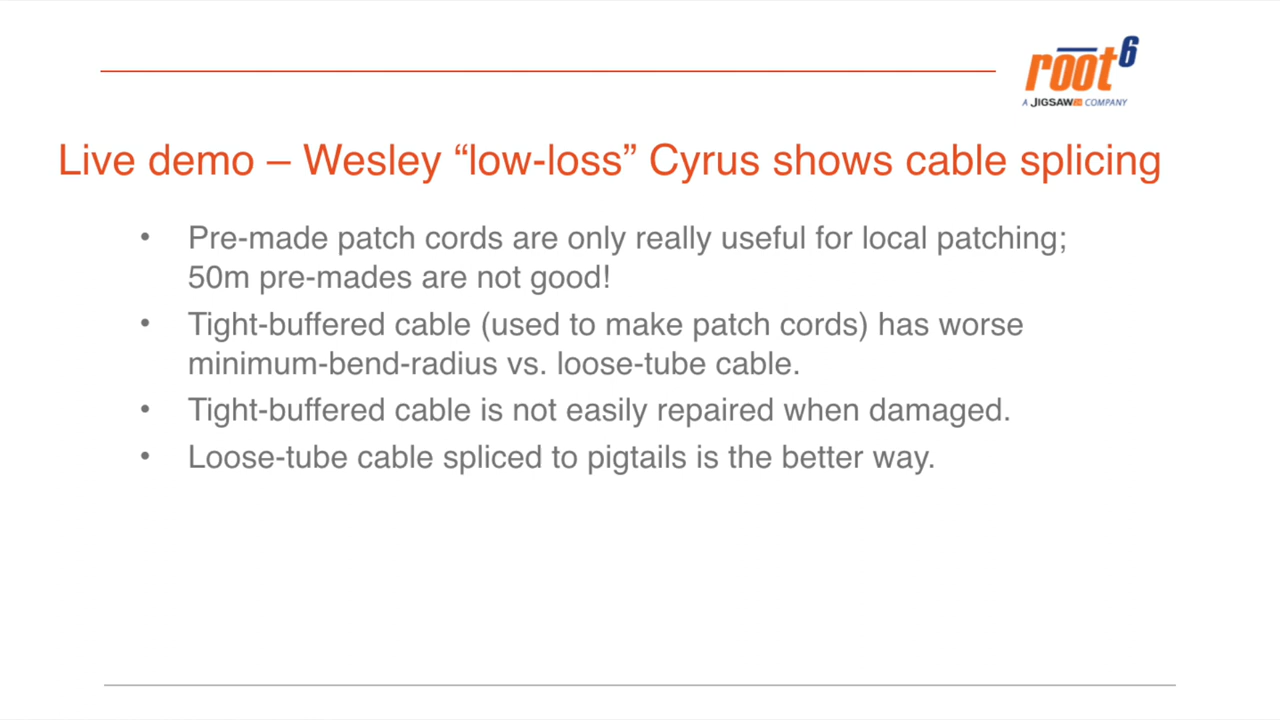 root6
A JIGSAW24 COMPANY
Live demo – Wesley “low-loss” Cyrus shows cable splicing
• Pre-made patch cords are only really useful for local patching;
50m pre-mades are not good!
• Tight-buffered cable (used to make patch cords) has worse
minimum-bend-radius vs. loose-tube cable.
• Tight-buffered cable is not easily repaired when damaged.
• Loose-tube cable spliced to pigtails is the better way.